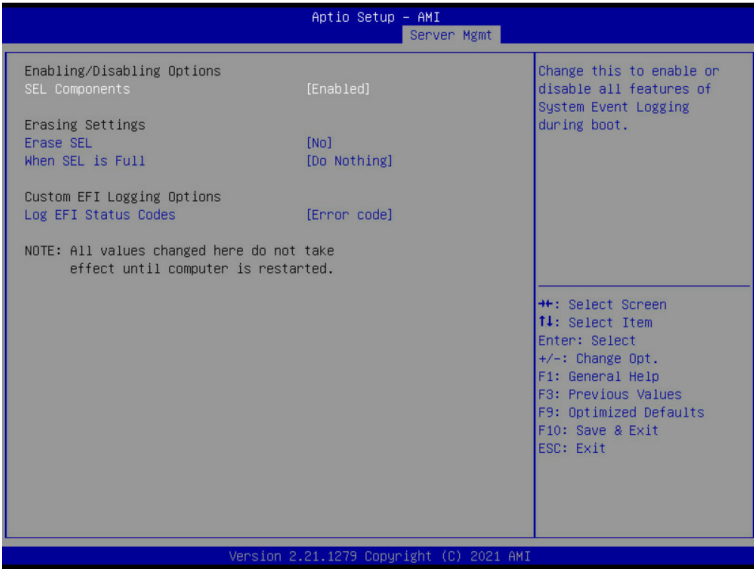 Aptio Setup – AMI
Server Mgmt
Enabling/Disabling Options
SEL Components [Enabled]
Erasing Settings
Erase SEL [No]
When SEL is Full [Do Nothing]
Custom EFI Logging Options
Log EFI Status Codes [Error code]
NOTE: All values changed here do not take
effect until computer is restarted.
Change this to enable or
disable all features of
System Event Logging
during boot.
→←: Select Screen
↑↓: Select Item
Enter: Select
+/-: Change Opt.
F1: General Help
F3: Previous Values
F9: Optimized Defaults
F10: Save & Exit
ESC: Exit
Version 2.21.1279 Copyright (C) 2021 AMI